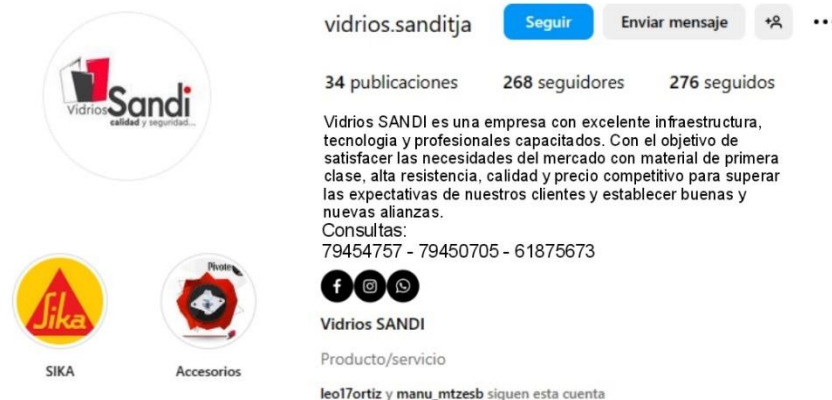 vidrios.sanditja
Seguir
Enviar mensaje
34 publicaciones
268 seguidores
276 seguidos
Vidrios Sandi
calidad y seguridad...
Vidrios SANDI es una empresa con excelente infraestructura,
tecnologia y profesionales capacitados. Con el objetivo de
satisfacer las necesidades del mercado con material de primera
clase, alta resistencia, calidad y precio competitivo para superar
las expectativas de nuestros clientes y establecer buenas y
nuevas alianzas.
Consultas:
79454757 - 79450705 - 61875673
Vidrios SANDI
Producto/servicio
leo17ortiz y manu_mtzesb siguen esta cuenta
Sika
SIKA
Pivote
Accesorios